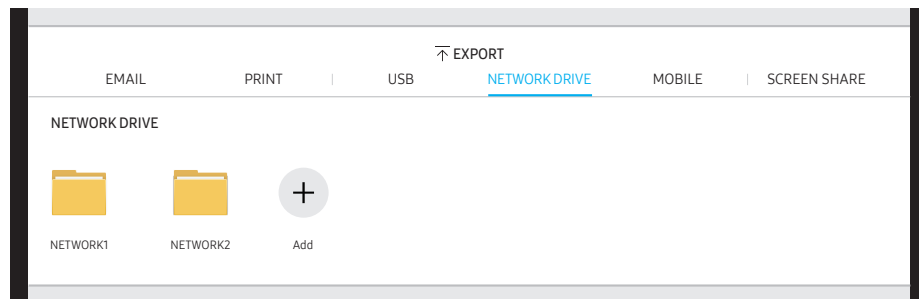 EXPORT
EMAIL PRINT USB NETWORK DRIVE MOBILE SCREEN SHARE
NETWORK DRIVE
NETWORK1 NETWORK2 Add